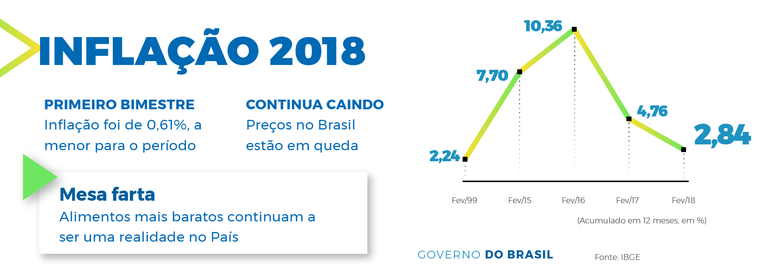 INFLAÇÃO 2018
PRIMEIRO BIMESTRE
Inflação foi de 0,61%, a
menor para o período
CONTINUA CAINDO
Preços no Brasil
estão em queda
Mesa farta
Alimentos mais baratos continuam a
ser uma realidade no País
10,36
7,70
4,76
2,84
2,24
Fev/99 Fev/15 Fev/16 Fev/17 Fev/18
(Acumulado em 12 meses, em %)
GOVERNO DO BRASIL
Fonte: IBGE